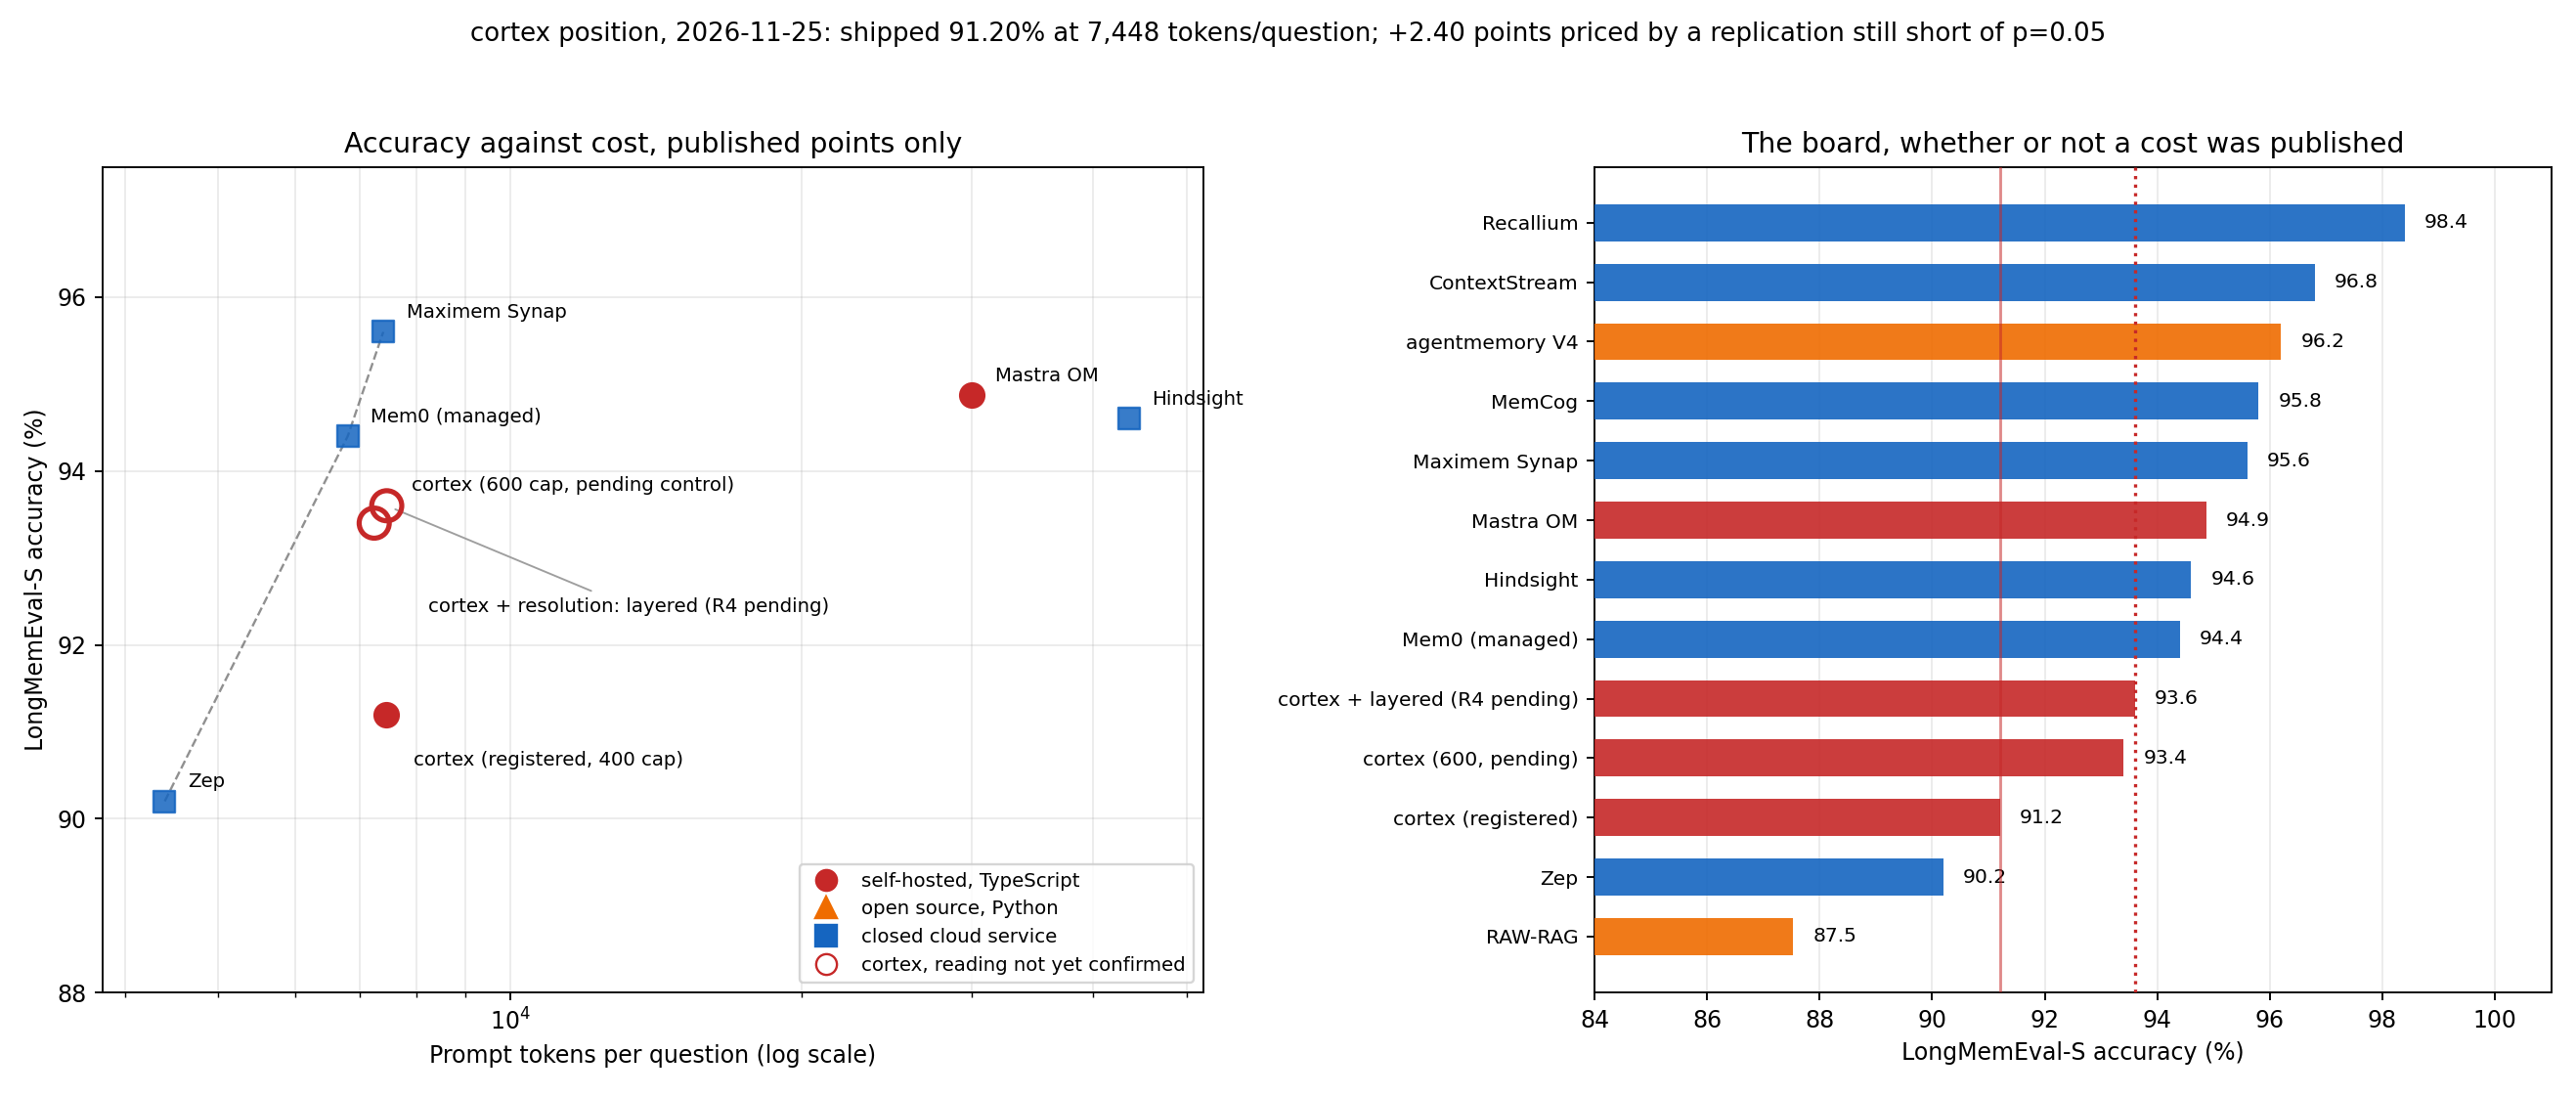 cortex position, 2026-11-25: shipped 91.20% at 7,448 tokens/question; +2.40 points priced by a replication still short of p=0.05
Accuracy against cost, published points only
LongMemEval-S accuracy (%)
96
94
92
90
88
Maximem Synap
Mastra OM
Hindsight
Mem0 (managed)
cortex (600 cap, pending control)
cortex + resolution: layered (R4 pending)
cortex (registered, 400 cap)
Zep
self-hosted, TypeScript
open source, Python
closed cloud service
cortex, reading not yet confirmed
10⁴
Prompt tokens per question (log scale)
The board, whether or not a cost was published
Recallium 98.4
ContextStream 96.8
agentmemory V4 96.2
MemCog 95.8
Maximem Synap 95.6
Mastra OM 94.9
Hindsight 94.6
Mem0 (managed) 94.4
cortex + layered (R4 pending) 93.6
cortex (600, pending) 93.4
cortex (registered) 91.2
Zep 90.2
RAW-RAG 87.5
84 86 88 90 92 94 96 98 100
LongMemEval-S accuracy (%)